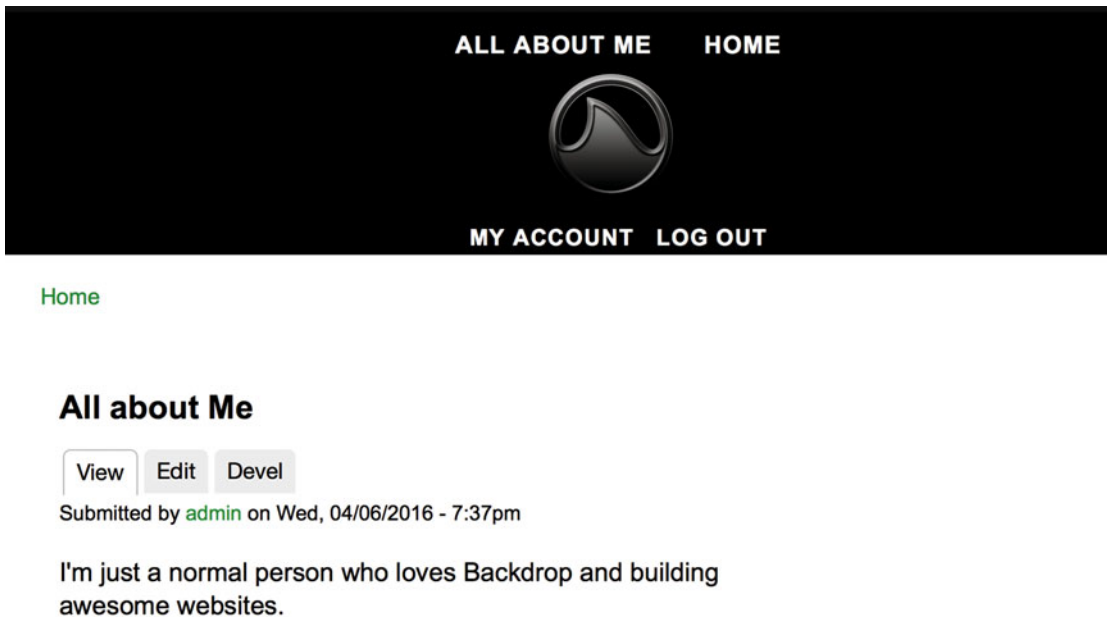 ALL ABOUT ME HOME
MY ACCOUNT LOG OUT
Home
All about Me
View Edit Devel
Submitted by admin on Wed, 04/06/2016 - 7:37pm
I'm just a normal person who loves Backdrop and building
awesome websites.